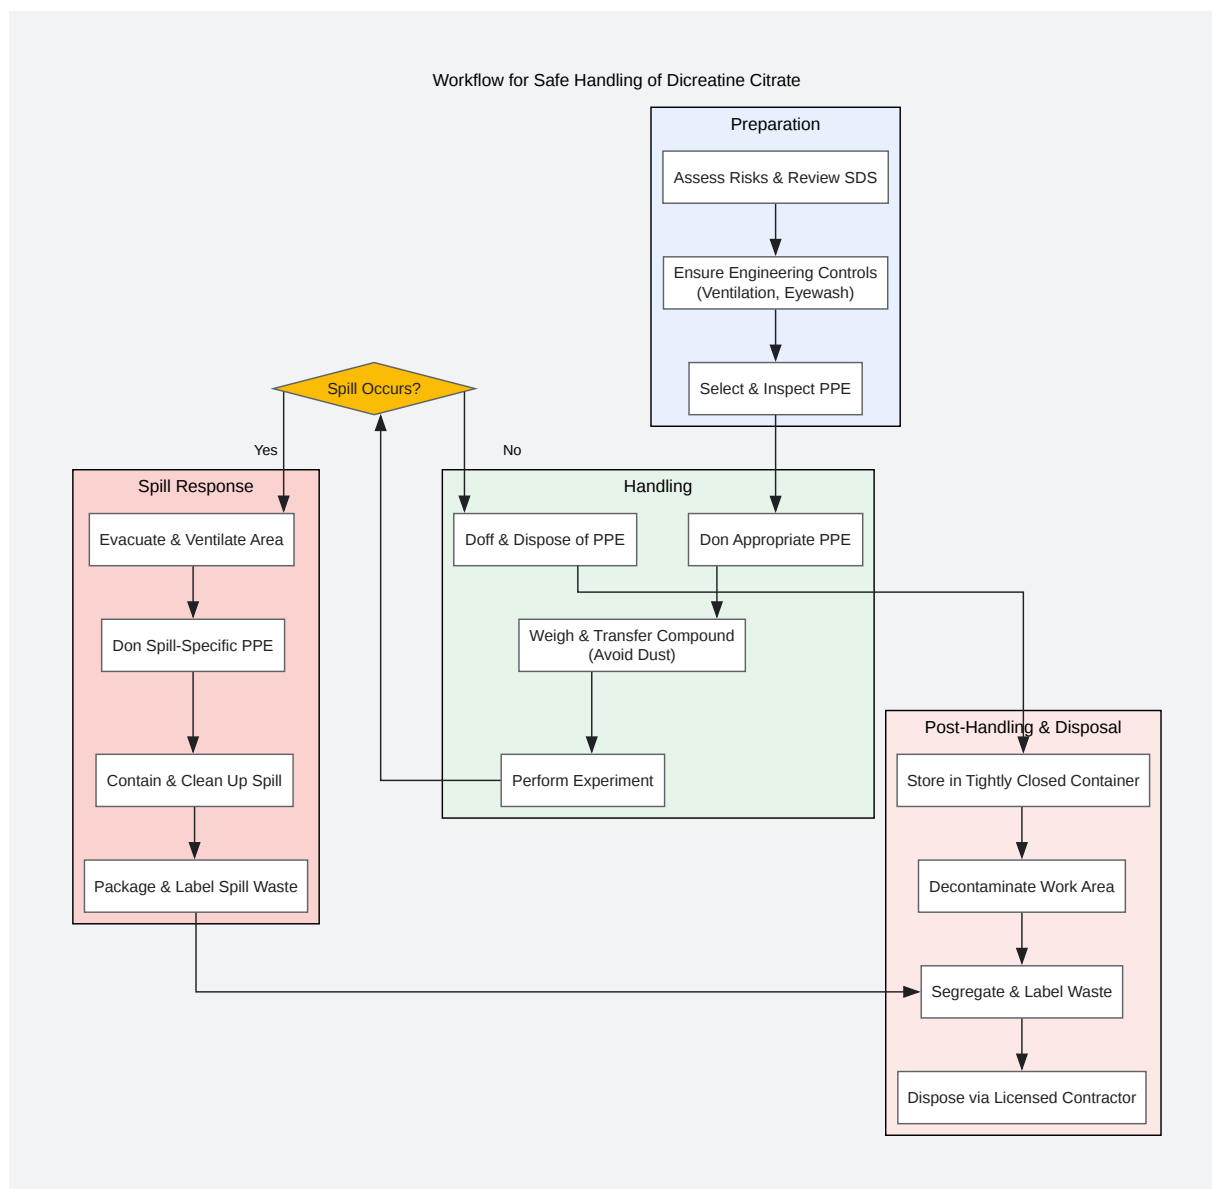 Workflow for Safe Handling of Dicreatine Citrate
Preparation
Assess Risks & Review SDS
Ensure Engineering Controls
(Ventilation, Eyewash)
Select & Inspect PPE
Spill Occurs?
Yes
No
Spill Response
Evacuate & Ventilate Area
Don Spill-Specific PPE
Contain & Clean Up Spill
Package & Label Spill Waste
Handling
Doff & Dispose of PPE
Don Appropriate PPE
Weigh & Transfer Compound
(Avoid Dust)
Perform Experiment
Post-Handling & Disposal
Store in Tightly Closed Container
Decontaminate Work Area
Segregate & Label Waste
Dispose via Licensed Contractor